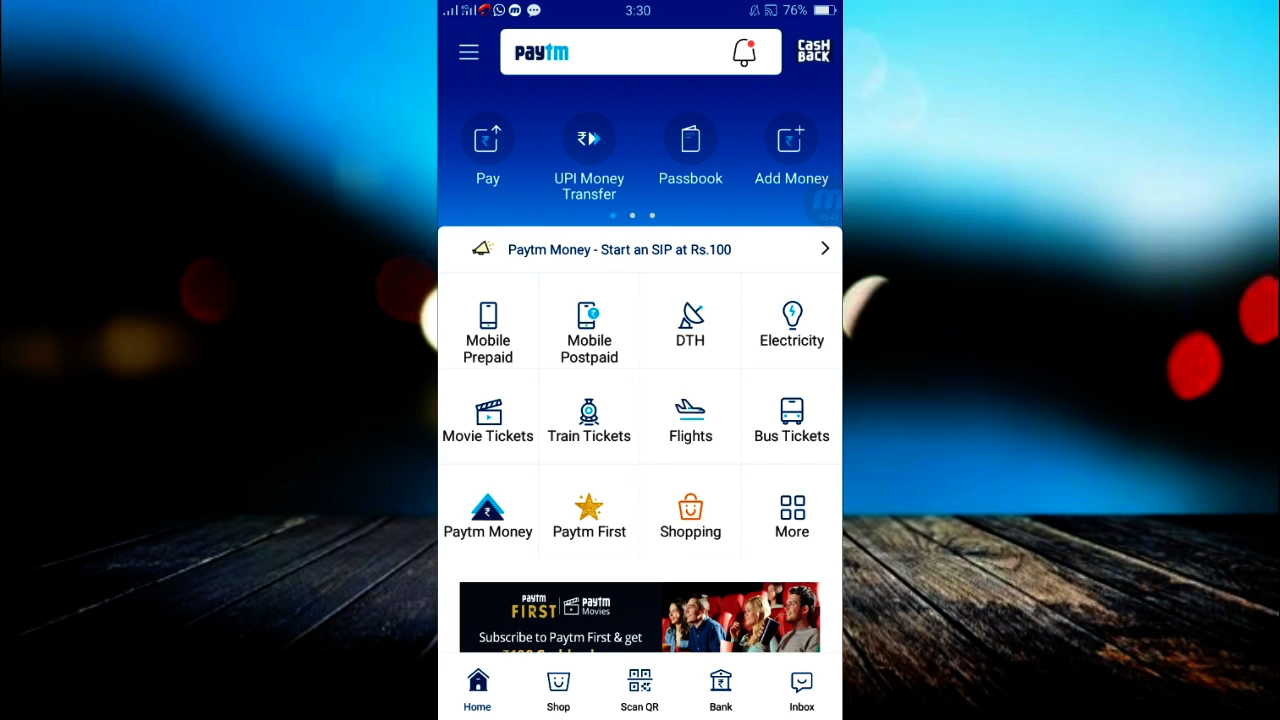 3:30
76%
paytm
CASH
BACK
Pay
UPI Money
Transfer
Passbook
Add Money
Paytm Money - Start an SIP at Rs.100
Mobile
Prepaid
Mobile
Postpaid
DTH
Electricity
Movie Tickets
Train Tickets
Flights
Bus Tickets
Paytm Money
Paytm First
Shopping
More
paytm
FIRST
paytm
Movies
Subscribe to Paytm First & get
Home
Shop
Scan QR
Bank
Inbox